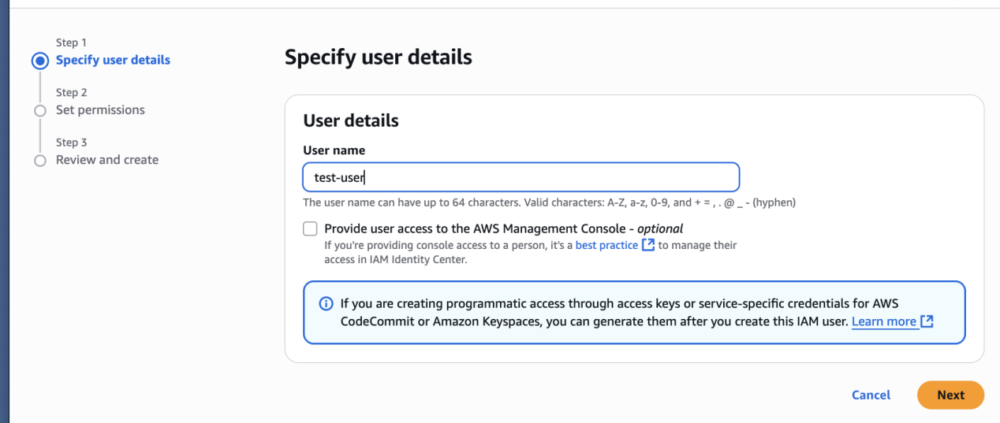 Step 1
Specify user details
Step 2
Set permissions
Step 3
Review and create
Specify user details
User details
User name
test-user
The user name can have up to 64 characters. Valid characters: A-Z, a-z, 0-9, and + = , . @ _ - (hyphen)
Provide user access to the AWS Management Console - optional
If you're providing console access to a person, it's a best practice to manage their
access in IAM Identity Center.
If you are creating programmatic access through access keys or service-specific credentials for AWS
CodeCommit or Amazon Keyspaces, you can generate them after you create this IAM user. Learn more
Cancel
Next